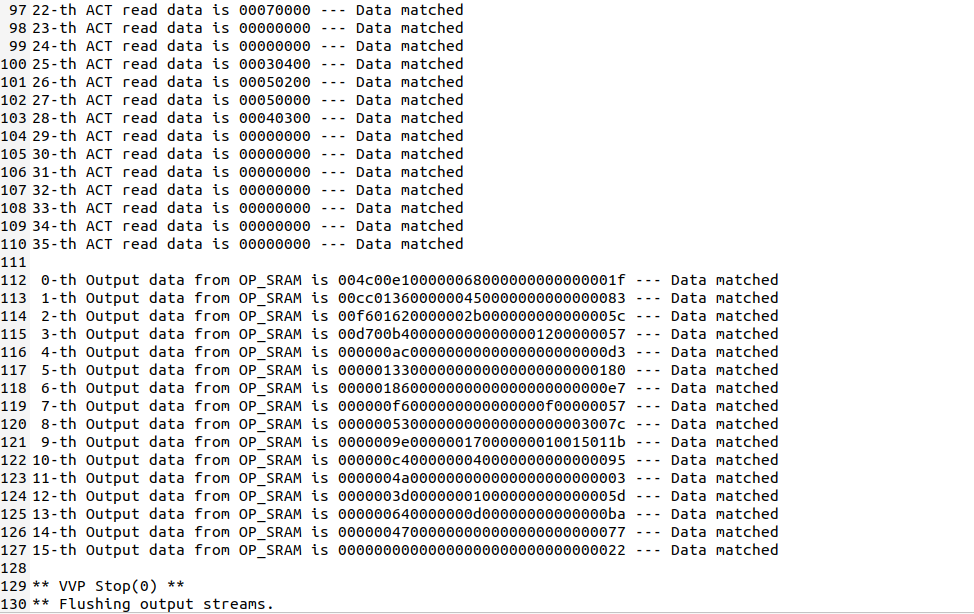 97 22-th ACT read data is 00070000 --- Data matched
98 23-th ACT read data is 00000000 --- Data matched
99 24-th ACT read data is 00000000 --- Data matched
100 25-th ACT read data is 00030400 --- Data matched
101 26-th ACT read data is 00050200 --- Data matched
102 27-th ACT read data is 00050000 --- Data matched
103 28-th ACT read data is 00040300 --- Data matched
104 29-th ACT read data is 00000000 --- Data matched
105 30-th ACT read data is 00000000 --- Data matched
106 31-th ACT read data is 00000000 --- Data matched
107 32-th ACT read data is 00000000 --- Data matched
108 33-th ACT read data is 00000000 --- Data matched
109 34-th ACT read data is 00000000 --- Data matched
110 35-th ACT read data is 00000000 --- Data matched
111
112 0-th Output data from OP_SRAM is 004c00e100000068000000000000001f --- Data matched
113 1-th Output data from OP_SRAM is 00cc0136000000450000000000000083 --- Data matched
114 2-th Output data from OP_SRAM is 00f601620000002b000000000000005c --- Data matched
115 3-th Output data from OP_SRAM is 00d700b4000000000000001200000057 --- Data matched
116 4-th Output data from OP_SRAM is 000000ac0000000000000000000000d3 --- Data matched
117 5-th Output data from OP_SRAM is 00000133000000000000000000000180 --- Data matched
118 6-th Output data from OP_SRAM is 000001860000000000000000000000e7 --- Data matched
119 7-th Output data from OP_SRAM is 000000f6000000000000000f00000057 --- Data matched
120 8-th Output data from OP_SRAM is 0000005300000000000000000003007c --- Data matched
121 9-th Output data from OP_SRAM is 0000009e00000017000000010015011b --- Data matched
122 10-th Output data from OP_SRAM is 000000c4000000040000000000000095 --- Data matched
123 11-th Output data from OP_SRAM is 0000004a000000000000000000000003 --- Data matched
124 12-th Output data from OP_SRAM is 0000003d00000001000000000000005d --- Data matched
125 13-th Output data from OP_SRAM is 000000640000000d00000000000000ba --- Data matched
126 14-th Output data from OP_SRAM is 00000047000000000000000000000077 --- Data matched
127 15-th Output data from OP_SRAM is 00000000000000000000000000000022 --- Data matched
128
129 ** VVP Stop(0) **
130 ** Flushing output streams.